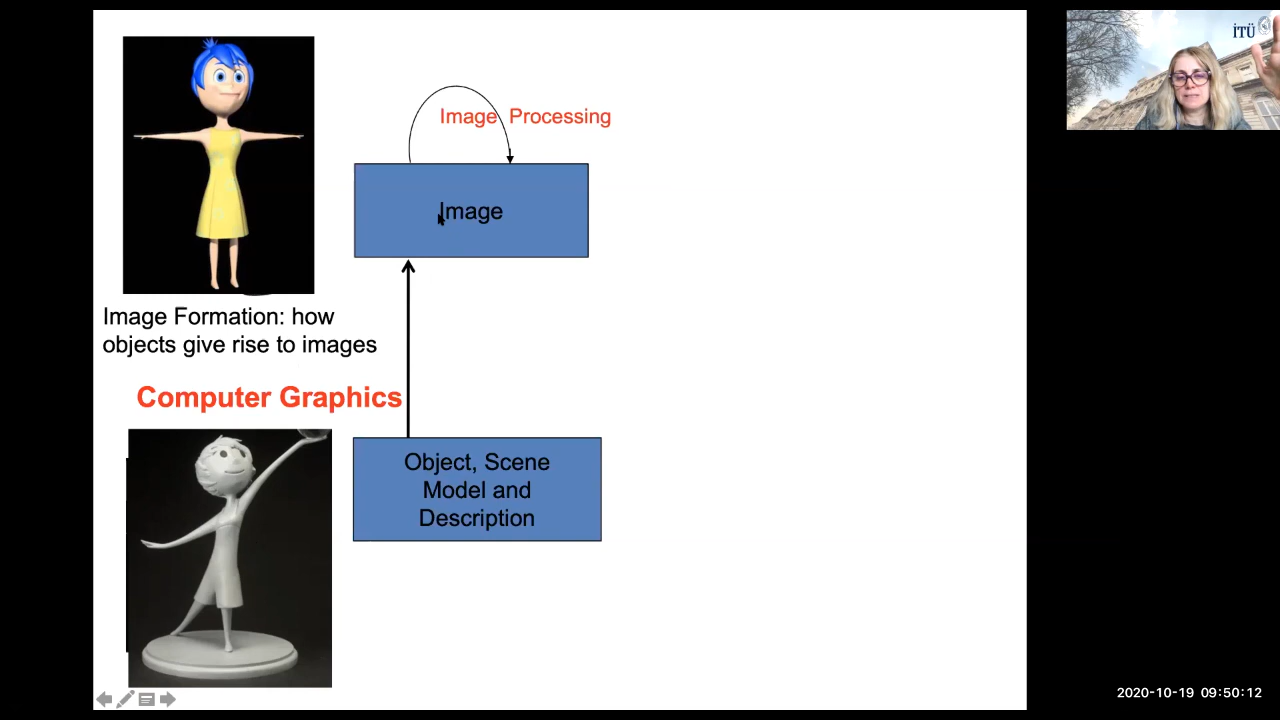 İTÜ
Image Processing
Image
Image Formation: how
objects give rise to images
Computer Graphics
Object, Scene
Model and
Description
2020-10-19 09:50:12